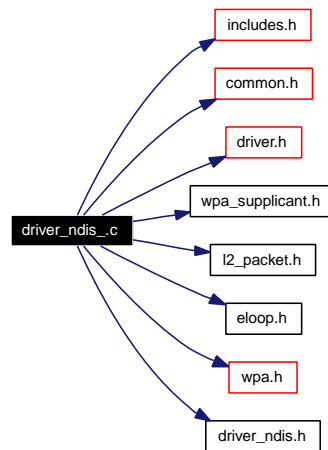 includes.h
common.h
driver.h
wpa_supplicant.h
driver_ndis_.c
l2_packet.h
eloop.h
wpa.h
driver_ndis.h